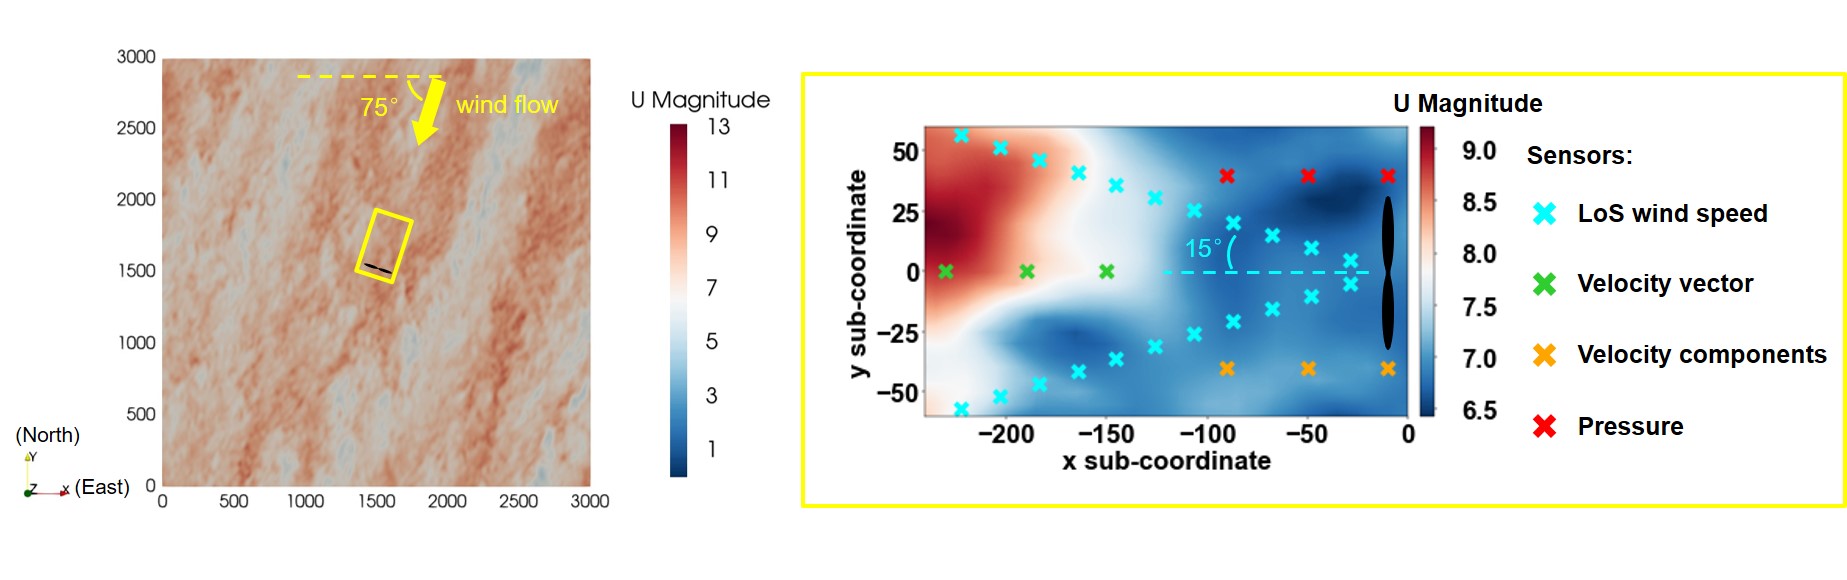 3000
2500
2000
1500
1000
500
0
0 500 1000 1500 2000 2500 3000
75°
wind flow
(North)
Y
Z
x (East)
U Magnitude
13
11
9
7
5
3
1
U Magnitude
50
25
0
−25
−50
y sub-coordinate
−200 −150 −100 −50 0
x sub-coordinate
15°
9.0
8.5
8.0
7.5
7.0
6.5
Sensors:
LoS wind speed
Velocity vector
Velocity components
Pressure